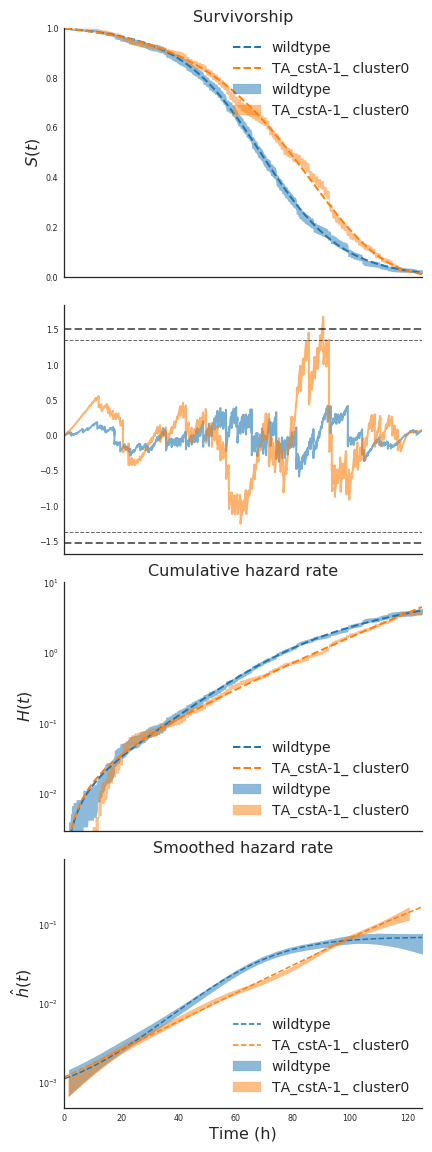 Survivorship
1.0
0.8
0.6
0.4
0.2
0.0
S(t)
wildtype
TA_cstA-1_ cluster0
wildtype
TA_cstA-1_ cluster0
1.5
1.0
0.5
0.0
−0.5
−1.0
−1.5
Cumulative hazard rate
10^1
10^0
10^-1
10^-2
H(t)
wildtype
TA_cstA-1_ cluster0
wildtype
TA_cstA-1_ cluster0
Smoothed hazard rate
10^-1
10^-2
10^-3
ĥ(t)
wildtype
TA_cstA-1_ cluster0
wildtype
TA_cstA-1_ cluster0
0 20 40 60 80 100 120
Time (h)